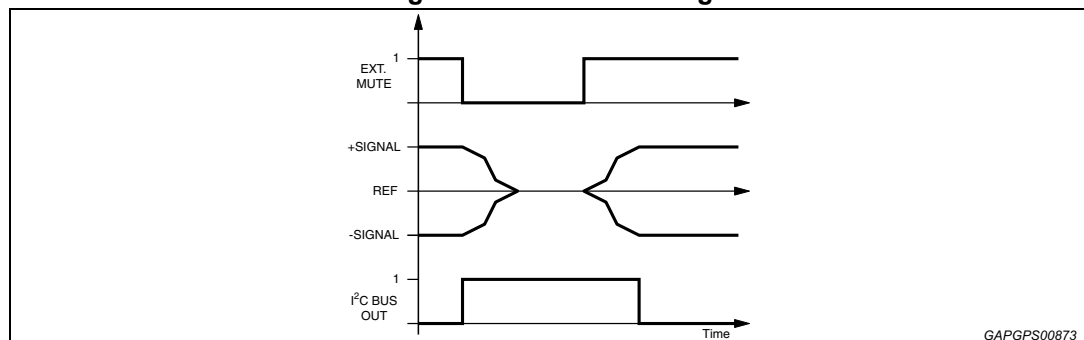 1
EXT.
MUTE
+SIGNAL
REF
-SIGNAL
1
I²C BUS
OUT
Time
GAPGPS00873